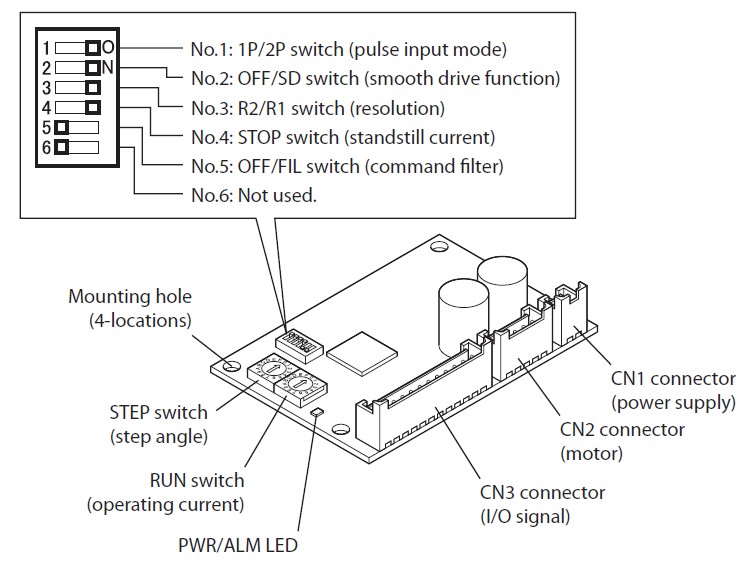 1 O
2 N
3
4
5
6
No.1: 1P/2P switch (pulse input mode)
No.2: OFF/SD switch (smooth drive function)
No.3: R2/R1 switch (resolution)
No.4: STOP switch (standstill current)
No.5: OFF/FIL switch (command filter)
No.6: Not used.
Mounting hole
(4-locations)
STEP switch
(step angle)
RUN switch
(operating current)
PWR/ALM LED
CN1 connector
(power supply)
CN2 connector
(motor)
CN3 connector
(I/O signal)